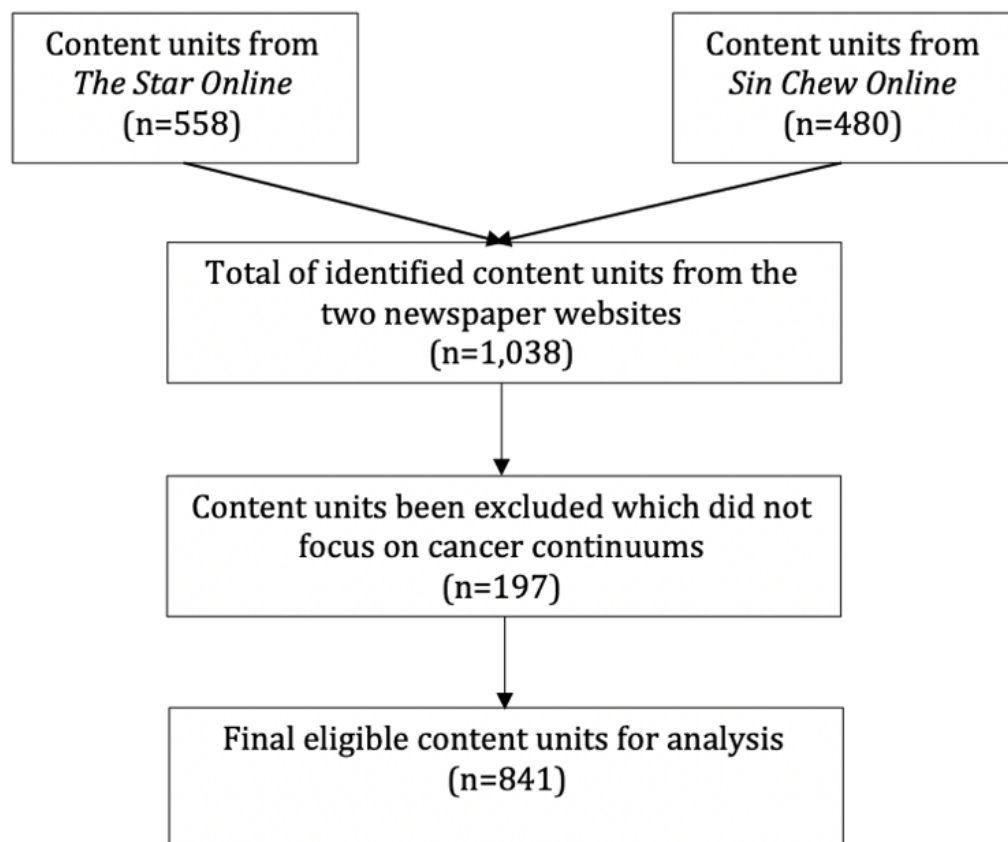 Content units from
The Star Online
(n=558)
Content units from
Sin Chew Online
(n=480)
Total of identified content units from the
two newspaper websites
(n=1,038)
Content units been excluded which did not
focus on cancer continuums
(n=197)
Final eligible content units for analysis
(n=841)